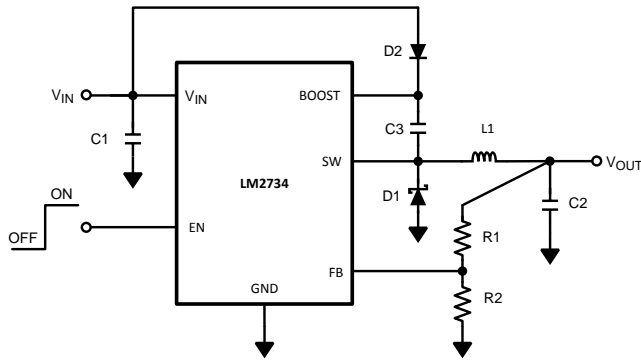 D2
V_IN
V_IN
BOOST
C1
C3
L1
SW
V_OUT
LM2734
ON
D1
C2
OFF
EN
R1
FB
GND
R2